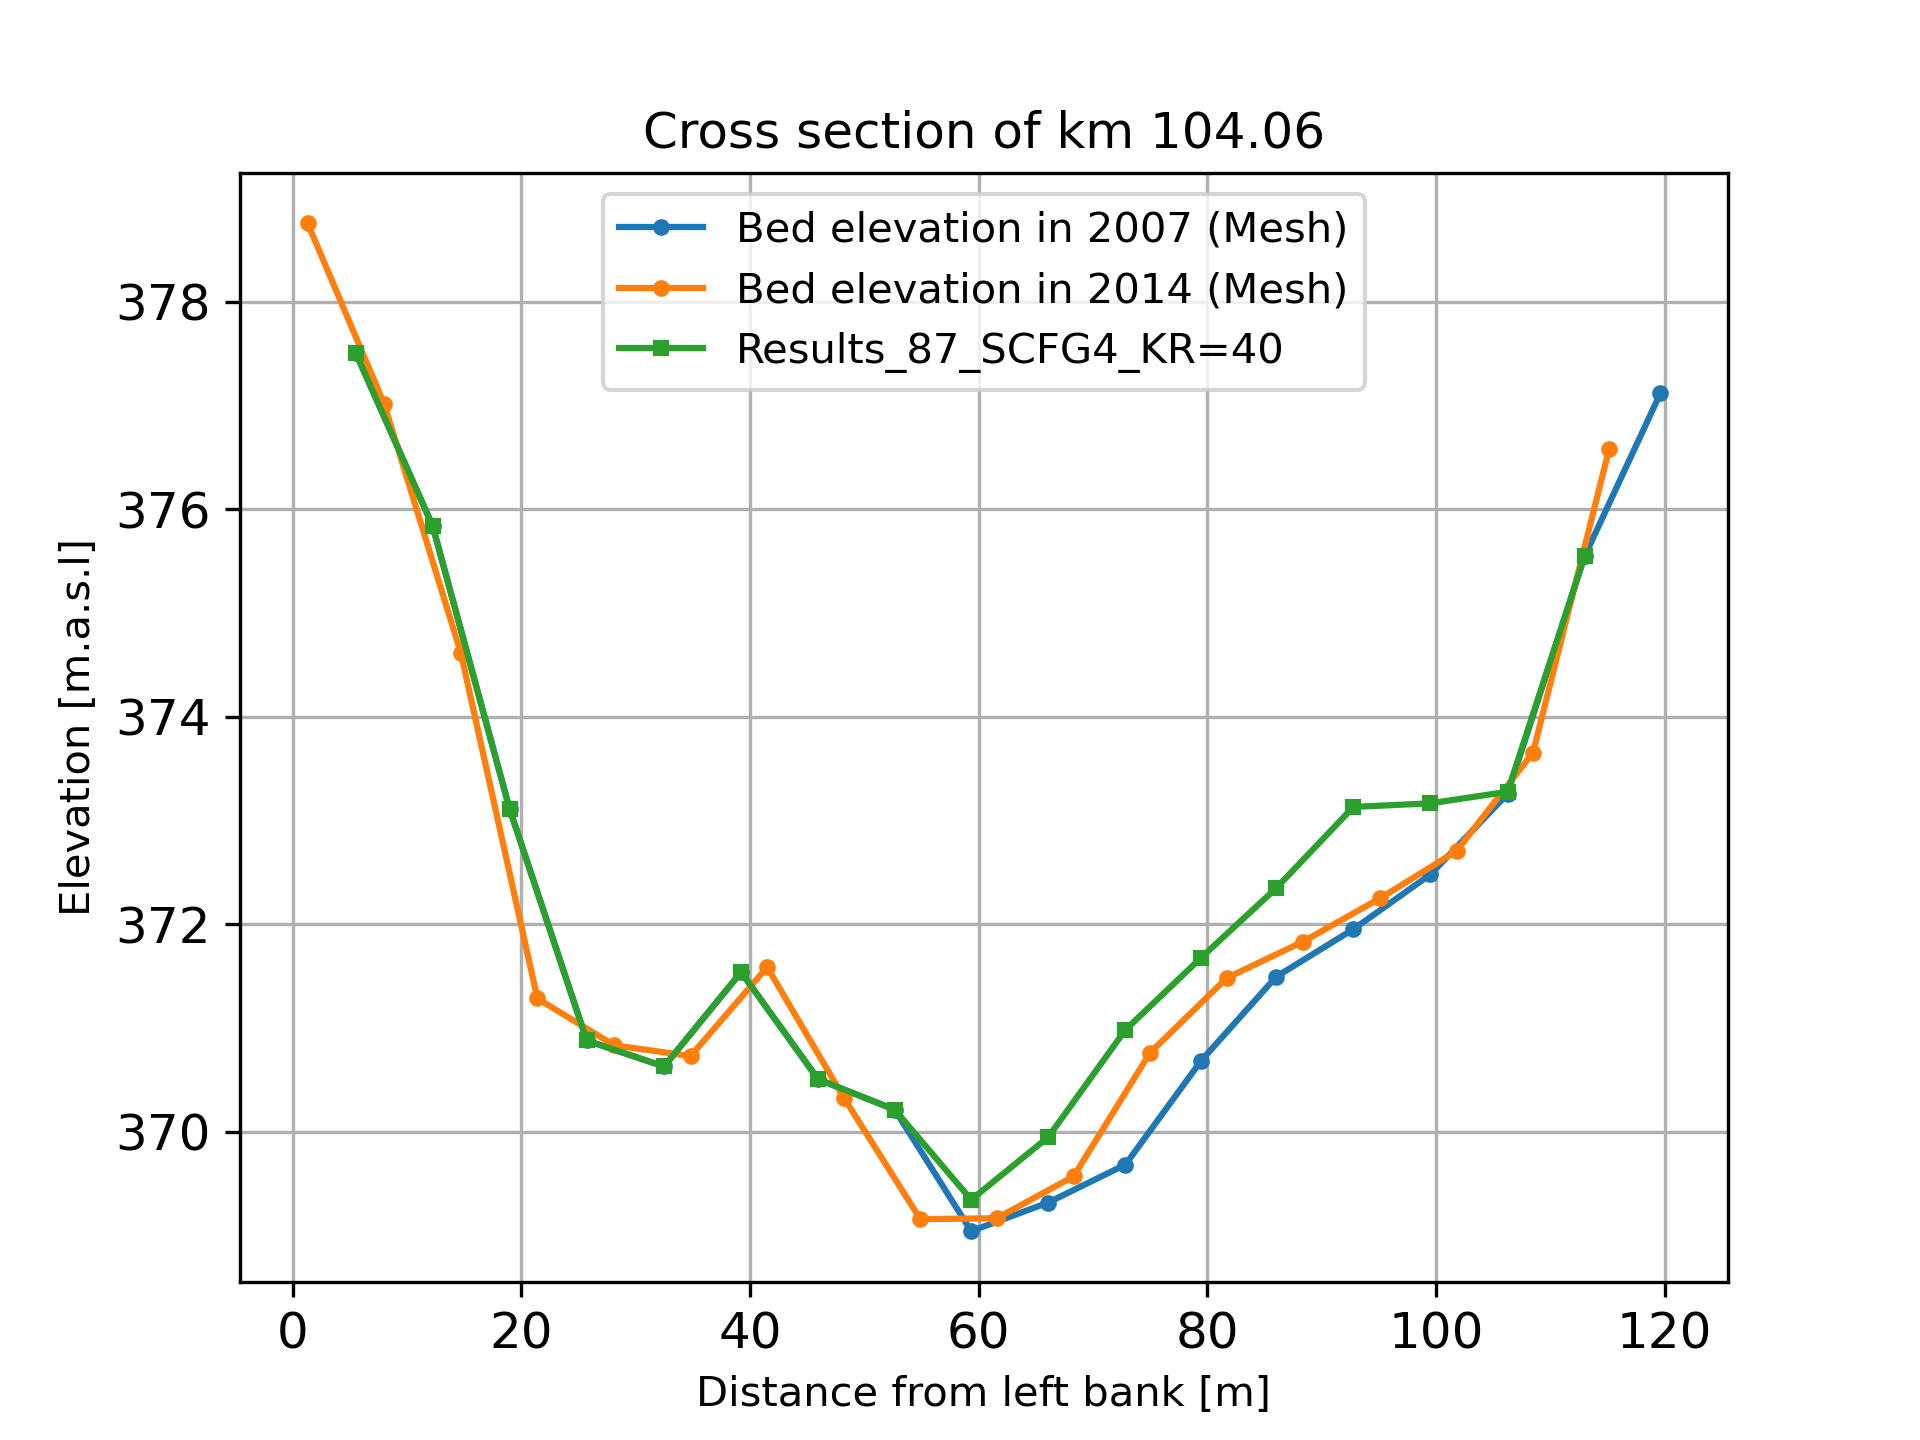 Cross section of km 104.06
Bed elevation in 2007 (Mesh)
Bed elevation in 2014 (Mesh)
Results_87_SCFG4_KR=40
378
376
374
372
370
Elevation [m.a.s.l]
0 20 40 60 80 100 120
Distance from left bank [m]